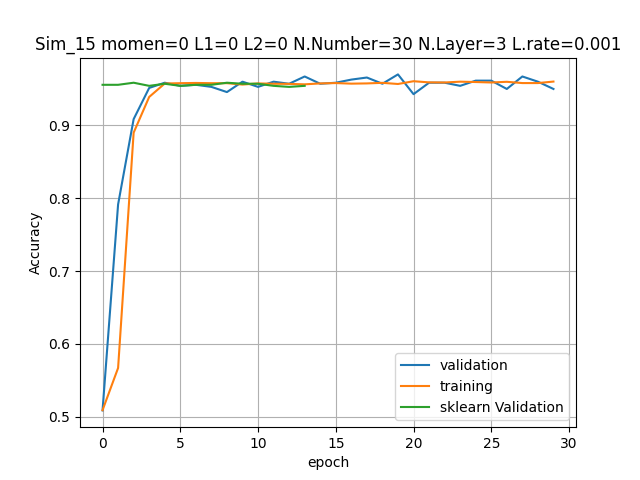 Sim_15 momen=0 L1=0 L2=0 N.Number=30 N.Layer=3 L.rate=0.001
Accuracy
0.9
0.8
0.7
0.6
0.5
validation
training
sklearn Validation
0 5 10 15 20 25 30
epoch